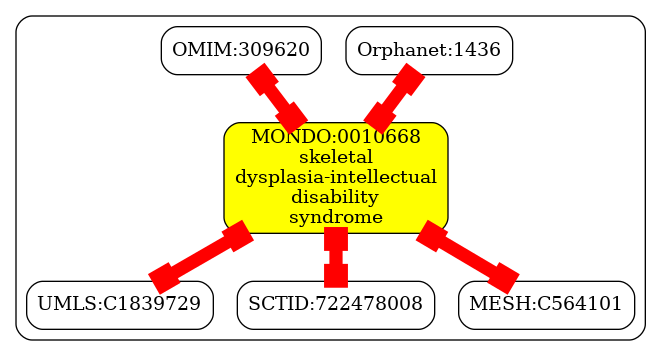 OMIM:309620
Orphanet:1436
MONDO:0010668
skeletal
dysplasia-intellectual
disability
syndrome
UMLS:C1839729
SCTID:722478008
MESH:C564101